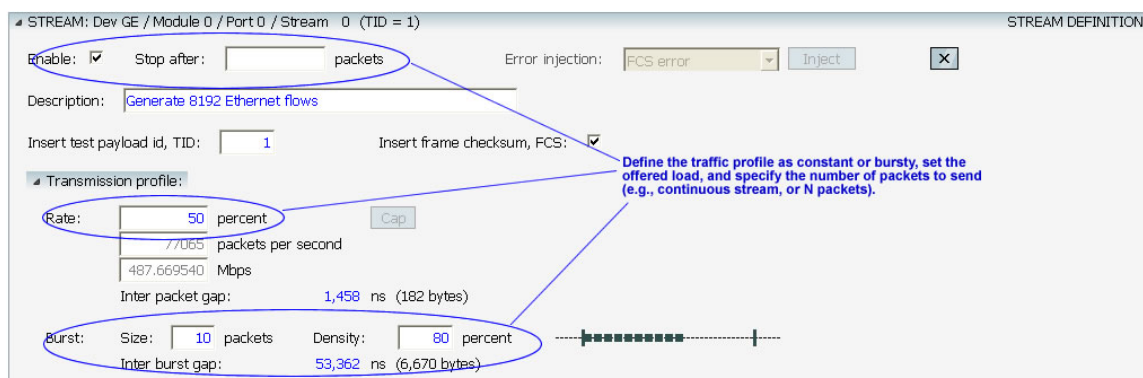 STREAM: Dev GE / Module 0 / Port 0 / Stream 0 (TID = 1) STREAM DEFINITION
Enable: Stop after: packets Error injection: FCS error Inject X
Description: Generate 8192 Ethernet flows
Insert test payload id, TID: 1 Insert frame checksum, FCS:
Define the traffic profile as constant or bursty, set the
offered load, and specify the number of packets to send
(e.g., continuous stream, or N packets).
Transmission profile:
Rate: 50 percent Cap
77065 packets per second
487.669540 Mbps
Inter packet gap: 1,458 ns (182 bytes)
Burst: Size: 10 packets Density: 80 percent
Inter burst gap: 53,362 ns (6,670 bytes)